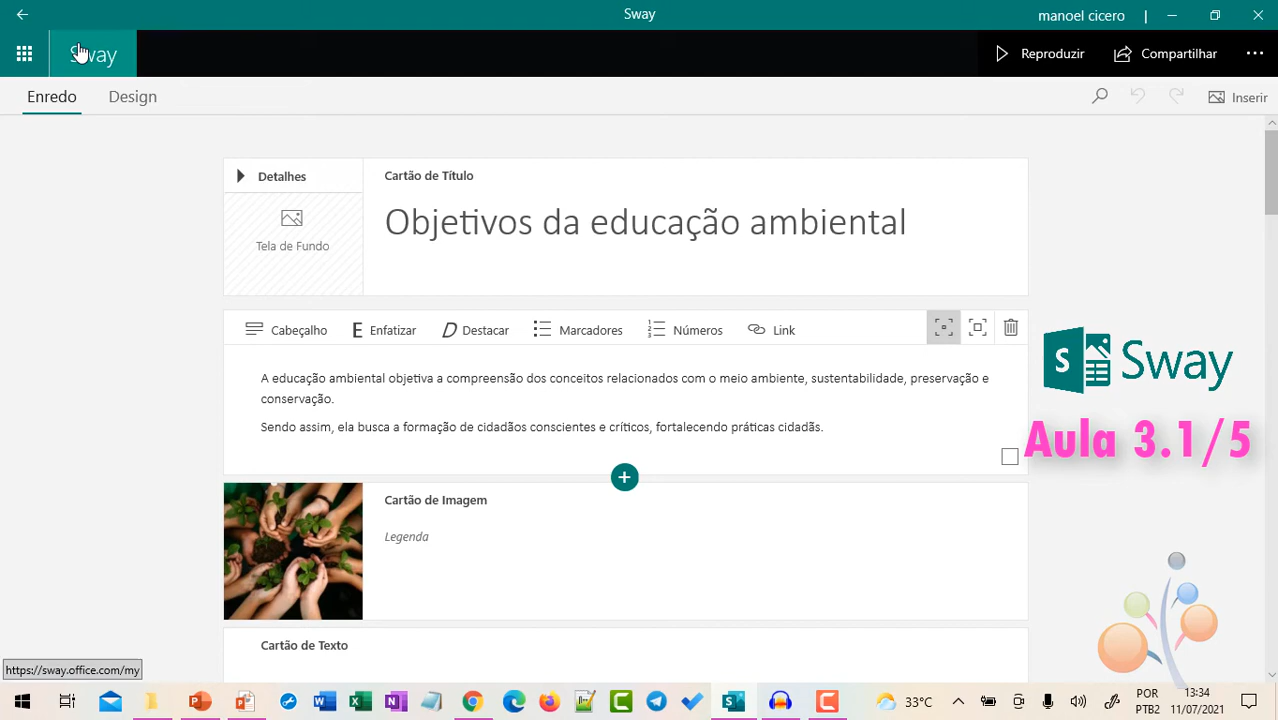 Sway
manoel cicero
Sway
Reproduzir
Compartilhar
Enredo
Design
Inserir
Detalhes
Cartão de Título
Tela de Fundo
Objetivos da educação ambiental
Cabeçalho
E Enfatizar
D Destacar
Marcadores
Números
Link
A educação ambiental objetiva a compreensão dos conceitos relacionados com o meio ambiente, sustentabilidade, preservação e
conservação.
Sendo assim, ela busca a formação de cidadãos conscientes e críticos, fortalecendo práticas cidadãs.
S Sway
Aula 3.1/5
Cartão de Imagem
Legenda
Cartão de Texto
https://sway.office.com/my
33°C
POR
PTB2
13:34
11/07/2021